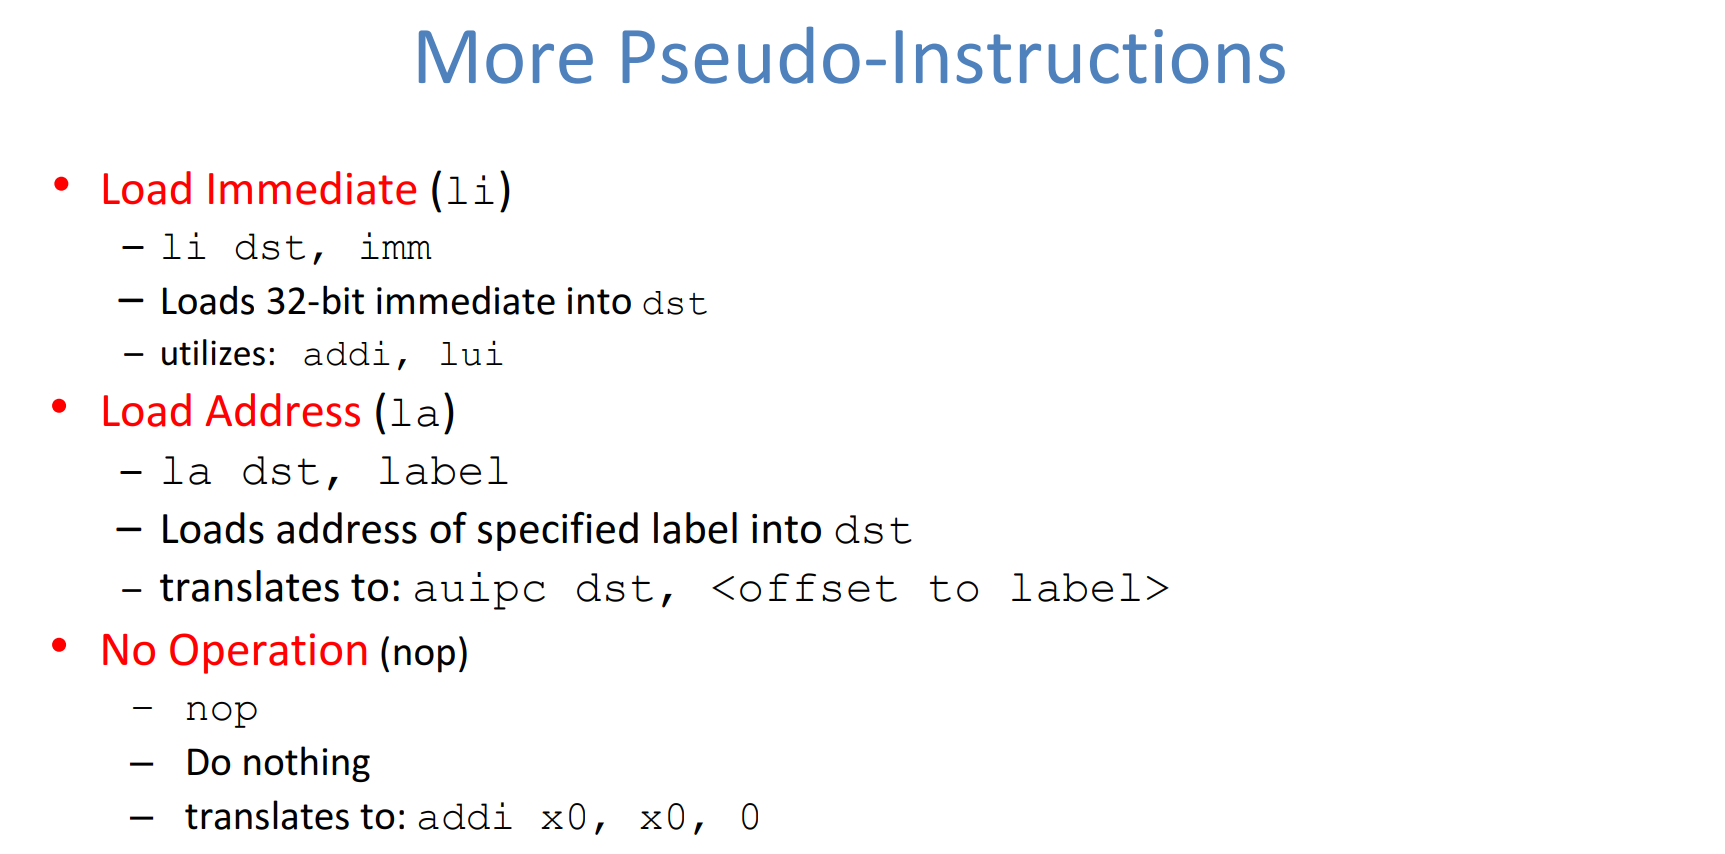 More Pseudo-Instructions
• Load Immediate (li)
– li dst, imm
– Loads 32-bit immediate into dst
– utilizes: addi, lui
• Load Address (la)
– la dst, label
– Loads address of specified label into dst
– translates to: auipc dst, <offset to label>
• No Operation (nop)
– nop
– Do nothing
– translates to: addi x0, x0, 0